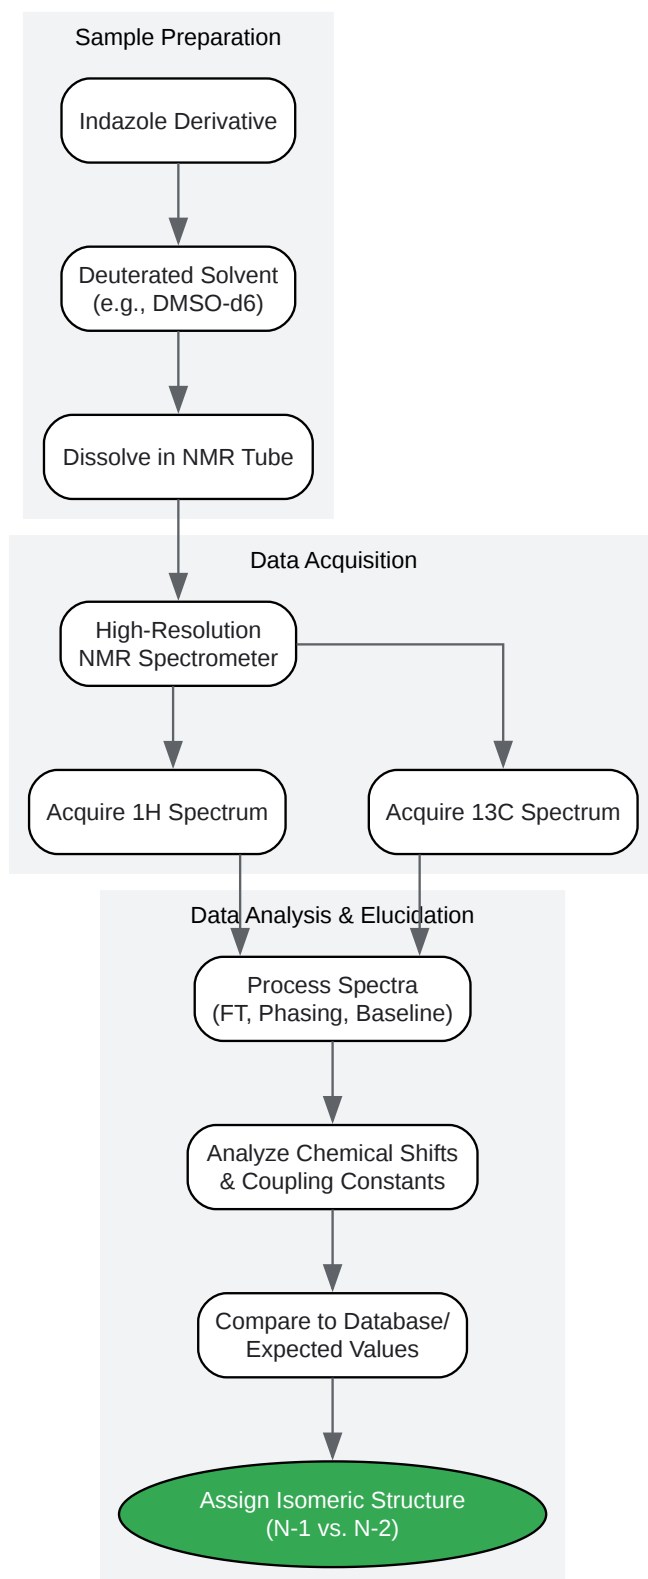 Sample Preparation
Indazole Derivative
Deuterated Solvent
(e.g., DMSO-d6)
Dissolve in NMR Tube
Data Acquisition
High-Resolution
NMR Spectrometer
Acquire 1H Spectrum
Acquire 13C Spectrum
Data Analysis & Elucidation
Process Spectra
(FT, Phasing, Baseline)
Analyze Chemical Shifts
& Coupling Constants
Compare to Database/
Expected Values
Assign Isomeric Structure
(N-1 vs. N-2)